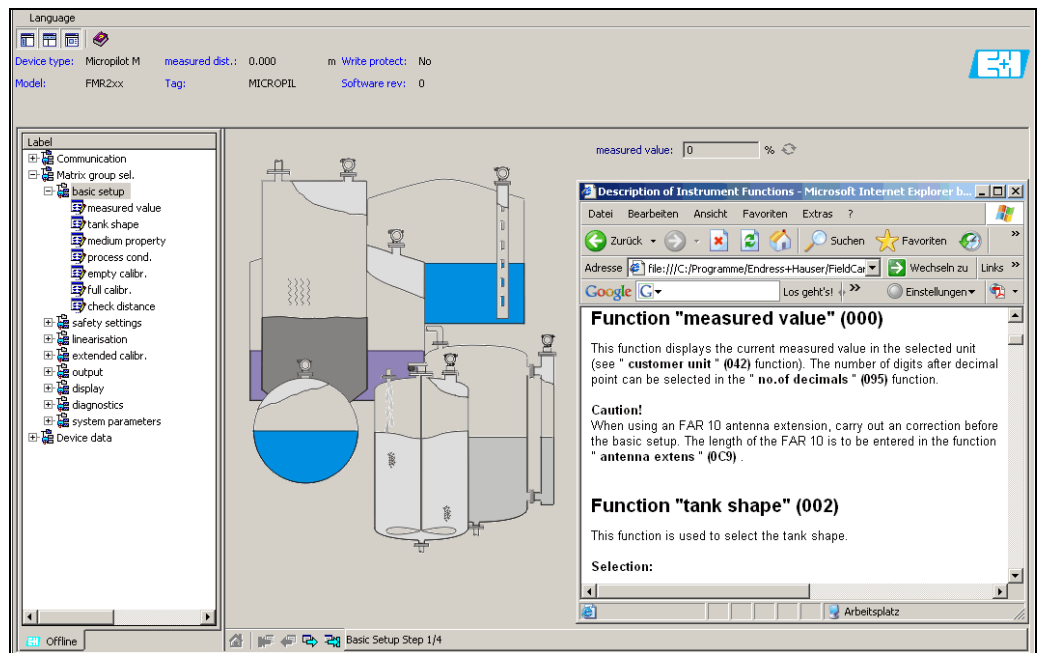 Language
Device type: Micropilot M measured dist.: 0.000 m Write protect: No
Model: FMR2xx Tag: MICROPIL Software rev: 0
E+H
Label
Communication
Matrix group sel.
basic setup
measured value
tank shape
medium property
process cond.
empty calibr.
full calibr.
check distance
safety settings
linearisation
extended calibr.
output
display
diagnostics
system parameters
Device data
Offline
measured value: 0 %
Description of Instrument Functions - Microsoft Internet Explorer b...
Datei Bearbeiten Ansicht Favoriten Extras ?
Zurück Suchen Favoriten »
Adresse file:///C:/Programme/Endress+Hauser/FieldCar Wechseln zu Links »
Google G Los geht's! » Einstellungen
Function "measured value" (000)
This function displays the current measured value in the selected unit
(see " customer unit " (042) function). The number of digits after decimal
point can be selected in the " no.of decimals " (095) function.
Caution!
When using an FAR 10 antenna extension, carry out an correction before
the basic setup. The length of the FAR 10 is to be entered in the function
" antenna extens " (0C9) .
Function "tank shape" (002)
This function is used to select the tank shape.
Selection:
Arbeitsplatz
Basic Setup Step 1/4